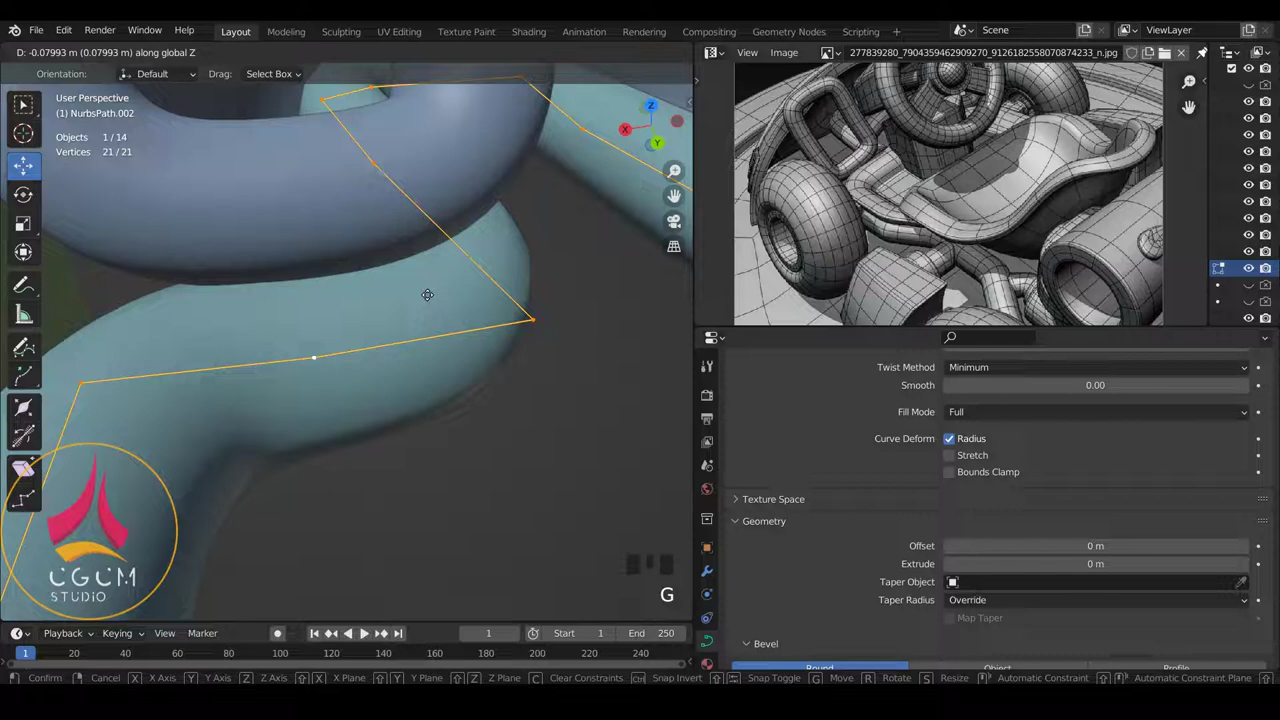 File Edit Render Window Help Layout Modeling Sculpting UV Editing Texture Paint Shading Animation Rendering Compositing Geometry Nodes Scripting Scene ViewLayer
D: -0.07993 m (0.07993 m) along global Z
View Image 277839280_7904359462909270_9126182558070874233_n.jpg
Orientation: Default Drag: Select Box
User Perspective
(1) NurbsPath.002
Objects 1/14
Vertices 21/21
Z
X
Y
Twist Method Minimum
Smooth 0.00
Fill Mode Full
Curve Deform Radius
Stretch
Bounds Clamp
Texture Space
Geometry
Offset 0 m
Extrude 0 m
Taper Object
Taper Radius Override
Map Taper
Bevel
Round Object Profile
CGCM
STUDIO
G
Playback Keying View Marker 1 Start 1 End 250
1 20 40 60 80 100 120 140 160 180 200 220 240
Confirm Cancel X X Axis Y Y Axis Z Z Axis X X Plane Y Y Plane Z Z Plane C Clear Constraints Ctrl Snap Invert Snap Toggle G Move R Rotate S Resize Automatic Constraint Automatic Constraint Plane